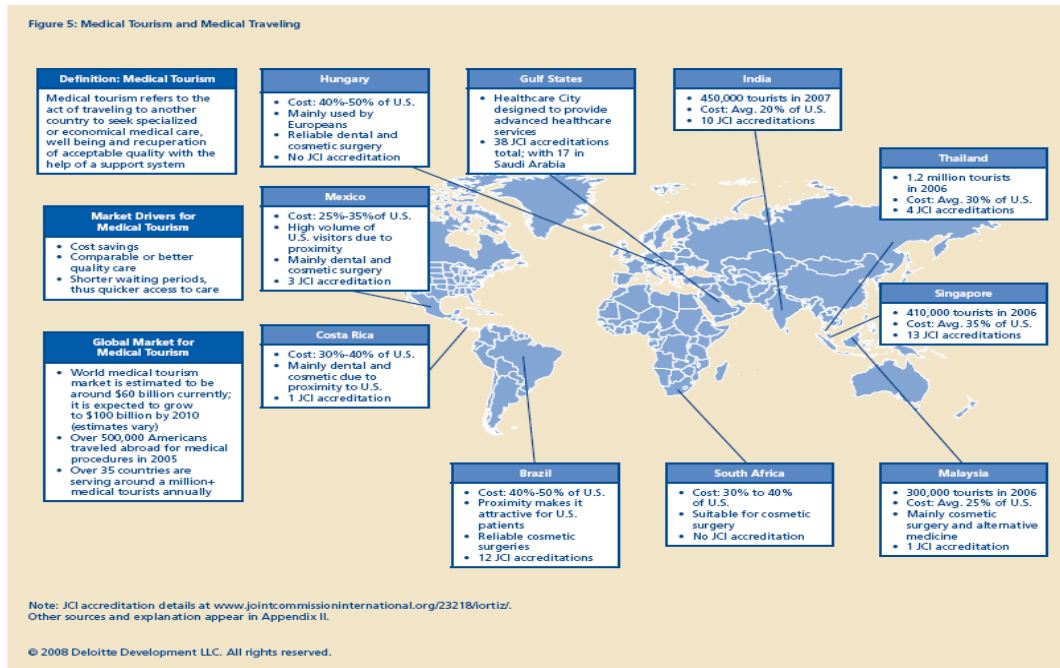 Figure 5: Medical Tourism and Medical Traveling
Definition: Medical Tourism
Medical tourism refers to the
act of traveling to another
country to seek specialized
or economical medical care,
well being and recuperation
of acceptable quality with the
help of a support system
Market Drivers for
Medical Tourism
• Cost savings
• Comparable or better
quality care
• Shorter waiting periods,
thus quicker access to care
Global Market for
Medical Tourism
• World medical tourism
market is estimated to be
around $60 billion currently;
it is expected to grow
to $100 billion by 2010
(estimates vary)
• Over 500,000 Americans
traveled abroad for medical
procedures in 2005
• Over 35 countries are
serving around a million+
medical tourists annually
Hungary
• Cost: 40%-50% of U.S.
• Mainly used by
Europeans
• Reliable dental and
cosmetic surgery
• No JCI accreditation
Mexico
• Cost: 25%-35%of U.S.
• High volume of
U.S. visitors due to
proximity
• Mainly dental and
cosmetic surgery
• 3 JCI accreditation
Costa Rica
• Cost: 30%-40% of U.S.
• Mainly dental and
cosmetic due to
proximity to U.S.
• 1 JCI accreditation
Gulf States
• Healthcare City
designed to provide
advanced healthcare
services
• 38 JCI accreditations
total; with 17 in
Saudi Arabia
India
• 450,000 tourists in 2007
• Cost: Avg. 20% of U.S.
• 10 JCI accreditations
Thailand
• 1.2 million tourists
in 2006
• Cost: Avg. 30% of U.S.
• 4 JCI accreditations
Singapore
• 410,000 tourists in 2006
• Cost: Avg. 35% of U.S.
• 13 JCI accreditations
Brazil
• Cost: 40%-50% of U.S.
• Proximity makes it
attractive for U.S.
patients
• Reliable cosmetic
surgeries
• 12 JCI accreditations
South Africa
• Cost: 30% to 40%
of U.S.
• Suitable for cosmetic
surgery
• No JCI accreditation
Malaysia
• 300,000 tourists in 2006
• Cost: Avg. 25% of U.S.
• Mainly cosmetic
surgery and alternative
medicine
• 1 JCI accreditation
Note: JCI accreditation details at www.jointcommissioninternational.org/23218/iortiz/.
Other sources and explanation appear in Appendix II.
© 2008 Deloitte Development LLC. All rights reserved.